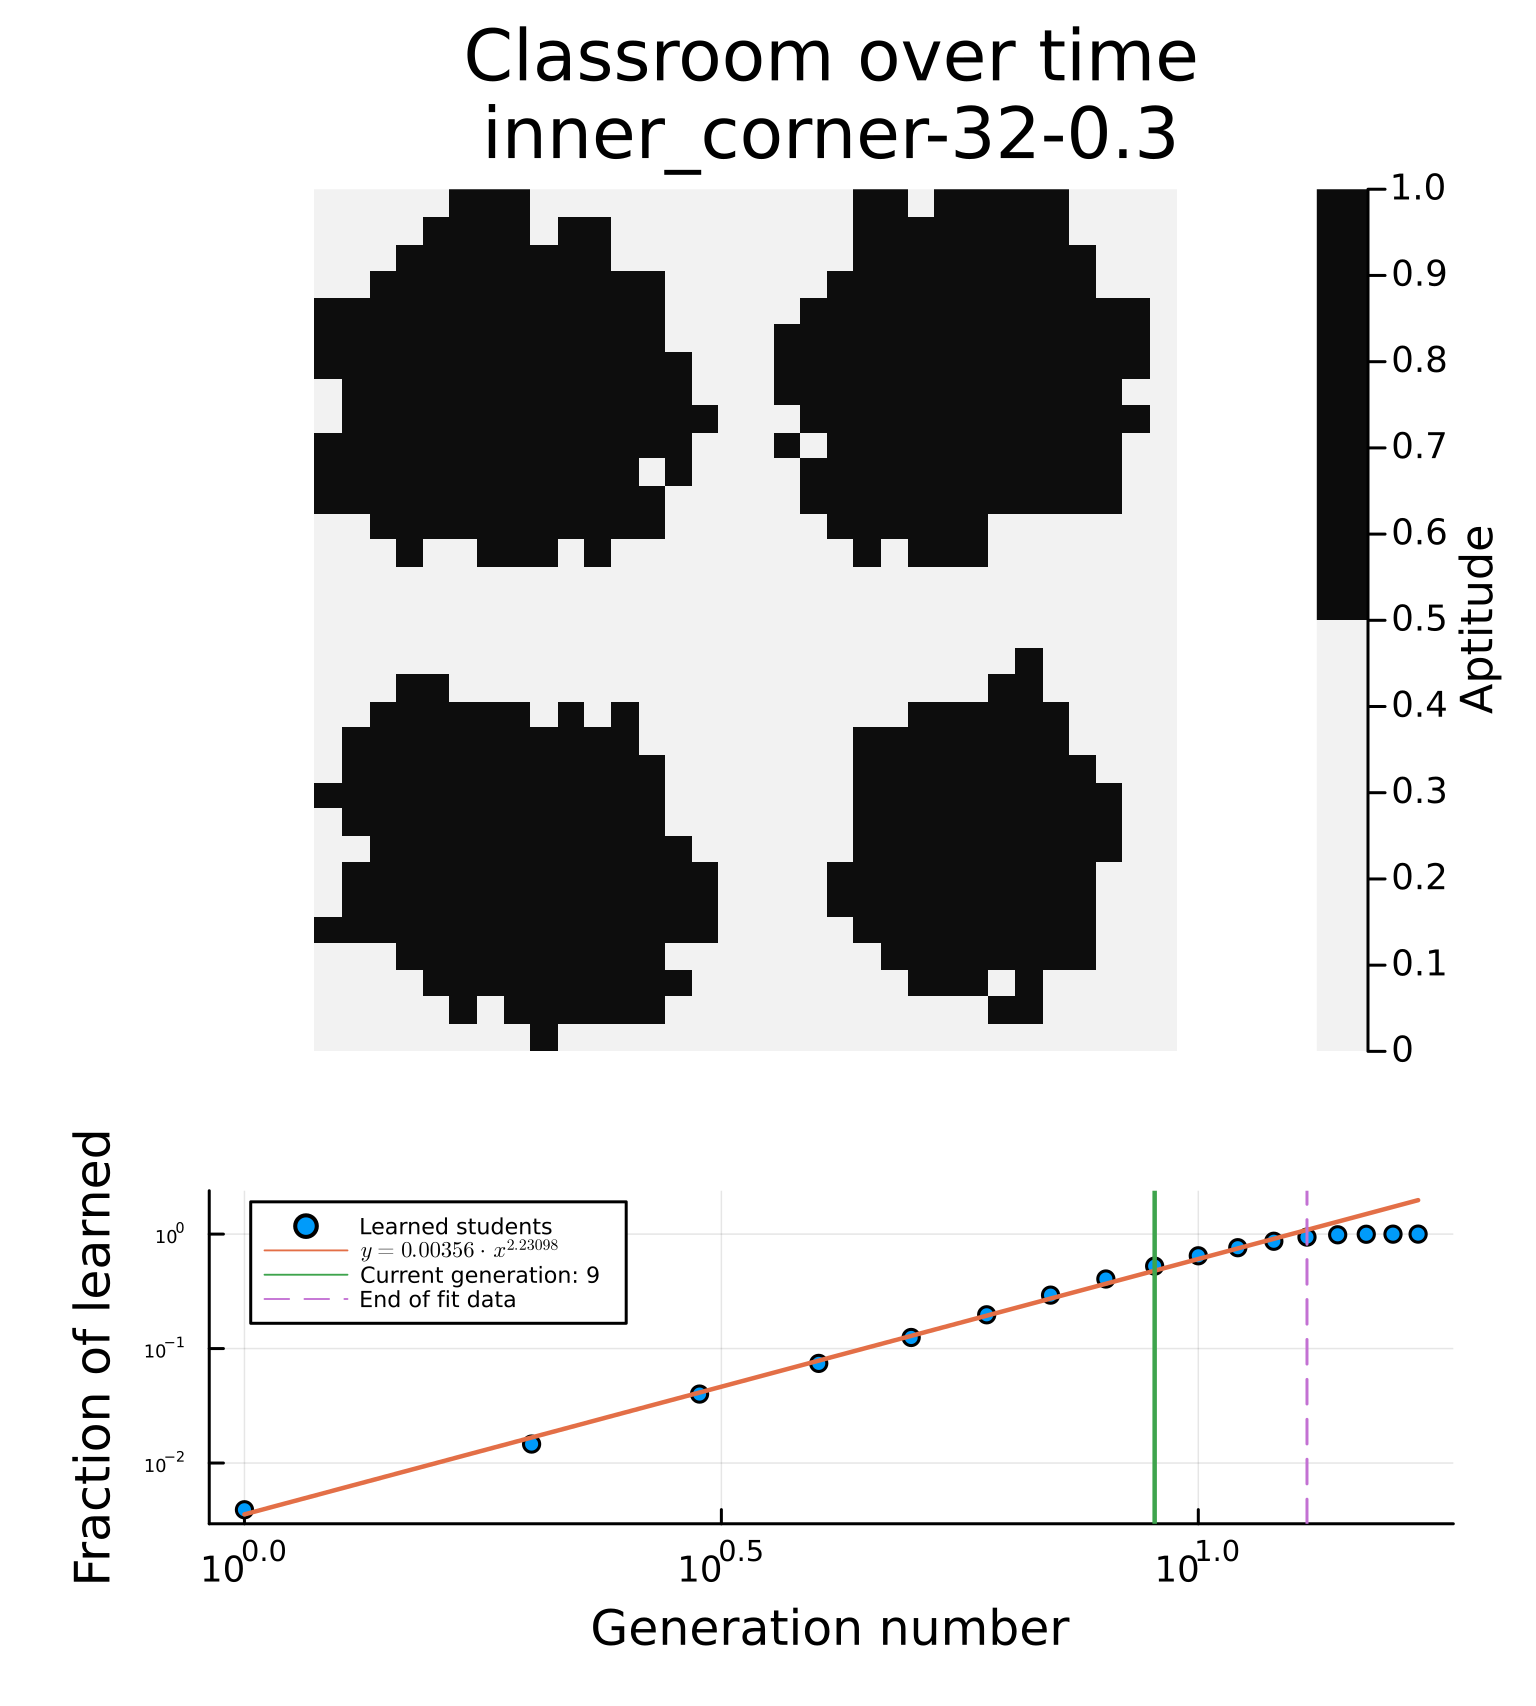 Classroom over time
inner_corner-32-0.3
1.0
0.9
0.8
0.7
0.6
0.5
0.4
0.3
0.2
0.1
0
Aptitude
Fraction of learned
10^0
10^-1
10^-2
Learned students
y = 0.00356 · x^2.23098
Current generation: 9
End of fit data
10^0.0
10^0.5
10^1.0
Generation number